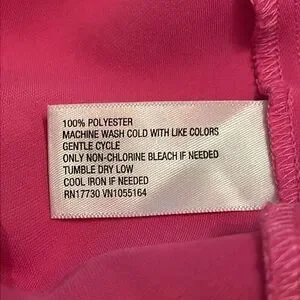 100% POLYESTER
MACHINE WASH COLD WITH LIKE COLORS
GENTLE CYCLE
ONLY NON-CHLORINE BLEACH IF NEEDED
TUMBLE DRY LOW
COOL IRON IF NEEDED
RN17730 VN1055164